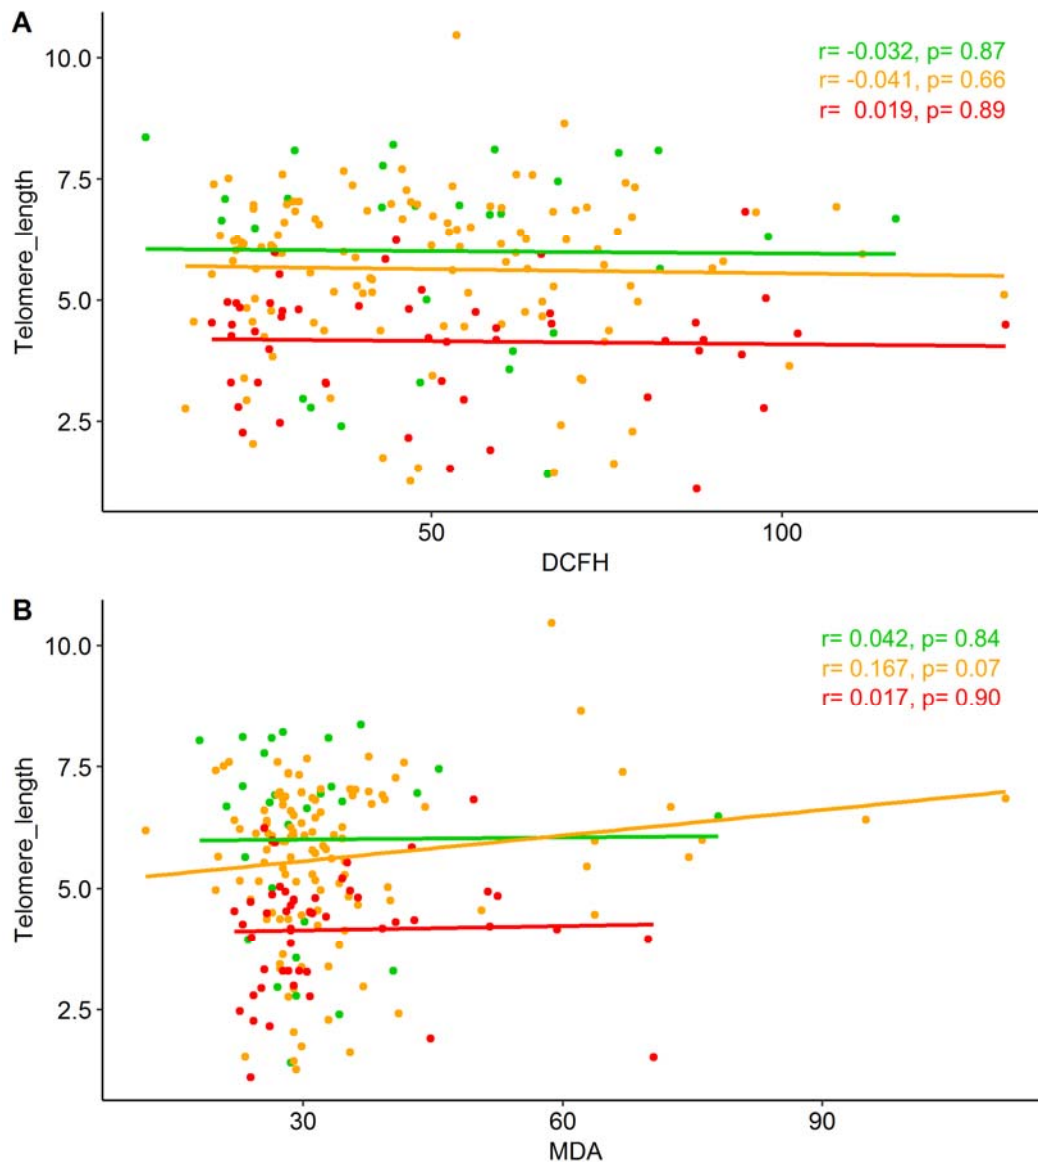 A
r= -0.032, p= 0.87
r= -0.041, p= 0.66
r= 0.019, p= 0.89
10.0
7.5
5.0
2.5
Telomere_length
50 100
DCFH
B
r= 0.042, p= 0.84
r= 0.167, p= 0.07
r= 0.017, p= 0.90
10.0
7.5
5.0
2.5
Telomere_length
30 60 90
MDA